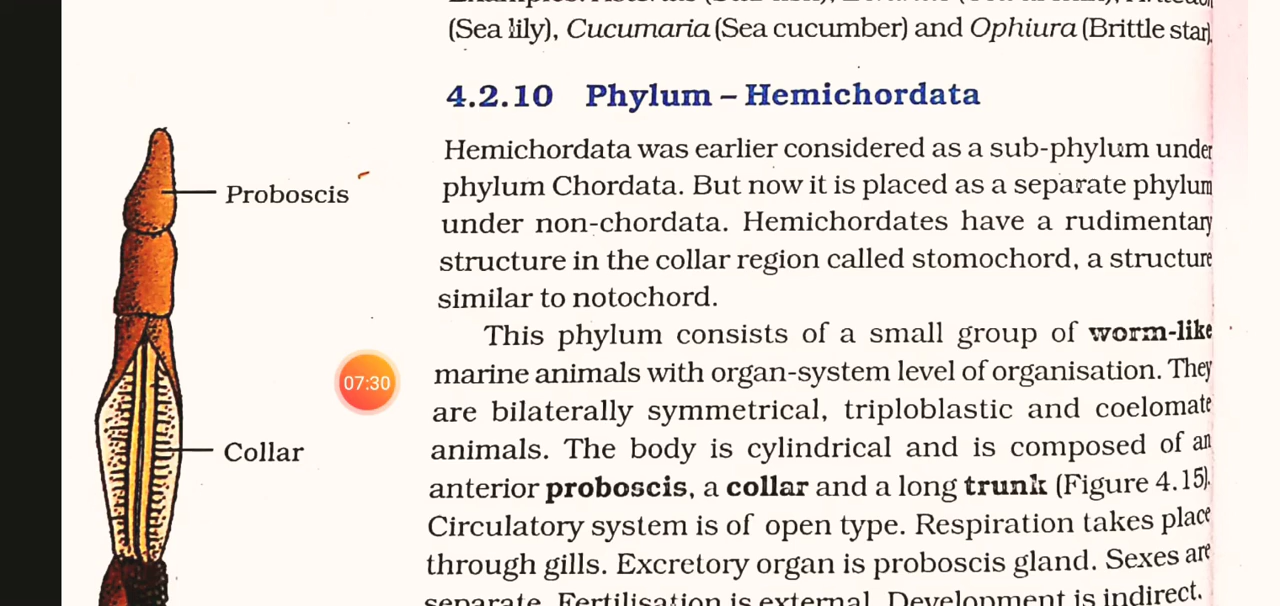 (Sea lily), Cucumaria (Sea cucumber) and Ophiura (Brittle star).
4.2.10 Phylum – Hemichordata
Hemichordata was earlier considered as a sub-phylum under
phylum Chordata. But now it is placed as a separate phylum
under non-chordata. Hemichordates have a rudimentary
structure in the collar region called stomochord, a structure
similar to notochord.
This phylum consists of a small group of worm-like
marine animals with organ-system level of organisation. They
are bilaterally symmetrical, triploblastic and coelomate
animals. The body is cylindrical and is composed of an
anterior proboscis, a collar and a long trunk (Figure 4.15).
Circulatory system is of open type. Respiration takes place
through gills. Excretory organ is proboscis gland. Sexes are
separate. Fertilisation is external. Development is indirect.
Proboscis
07:30
Collar